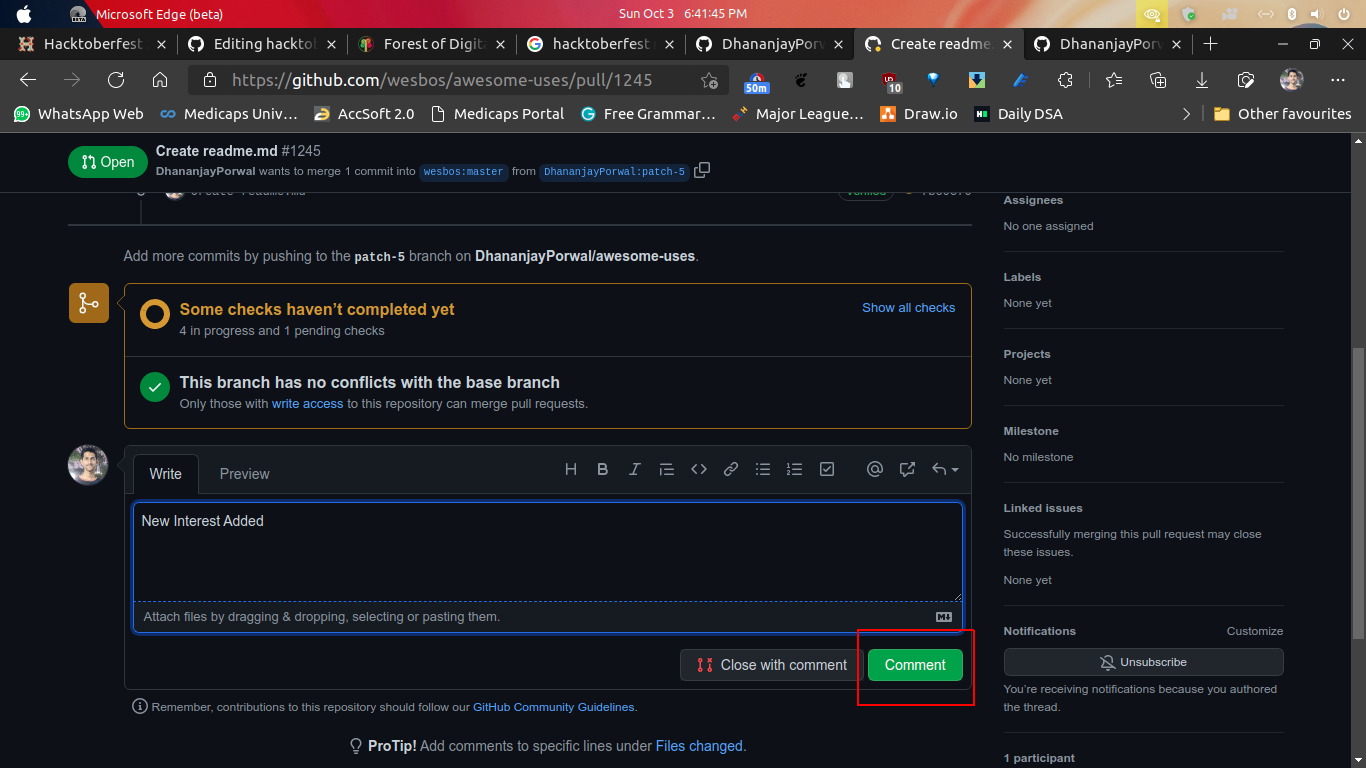 Microsoft Edge (beta)
Sun Oct 3 6:41:45 PM
Hacktoberfest
Editing hackto
Forest of Digit
hacktoberfest
DhananjayPorw
Create readme.
DhananjayPorw
https://github.com/wesbos/awesome-uses/pull/1245
50m
10
WhatsApp Web
Medicaps Univ…
AccSoft 2.0
Medicaps Portal
Free Grammar…
Major League…
Draw.io
Daily DSA
Other favourites
Open
Create readme.md #1245
DhananjayPorwal wants to merge 1 commit into wesbos:master from DhananjayPorwal:patch-5
Add more commits by pushing to the patch-5 branch on DhananjayPorwal/awesome-uses.
Some checks haven't completed yet
Show all checks
4 in progress and 1 pending checks
This branch has no conflicts with the base branch
Only those with write access to this repository can merge pull requests.
Write
Preview
New Interest Added
Attach files by dragging & dropping, selecting or pasting them.
Close with comment
Comment
Remember, contributions to this repository should follow our GitHub Community Guidelines.
ProTip! Add comments to specific lines under Files changed.
Assignees
No one assigned
Labels
None yet
Projects
None yet
Milestone
No milestone
Linked issues
Successfully merging this pull request may close
these issues.
None yet
Notifications
Customize
Unsubscribe
You're receiving notifications because you authored
the thread.
1 participant